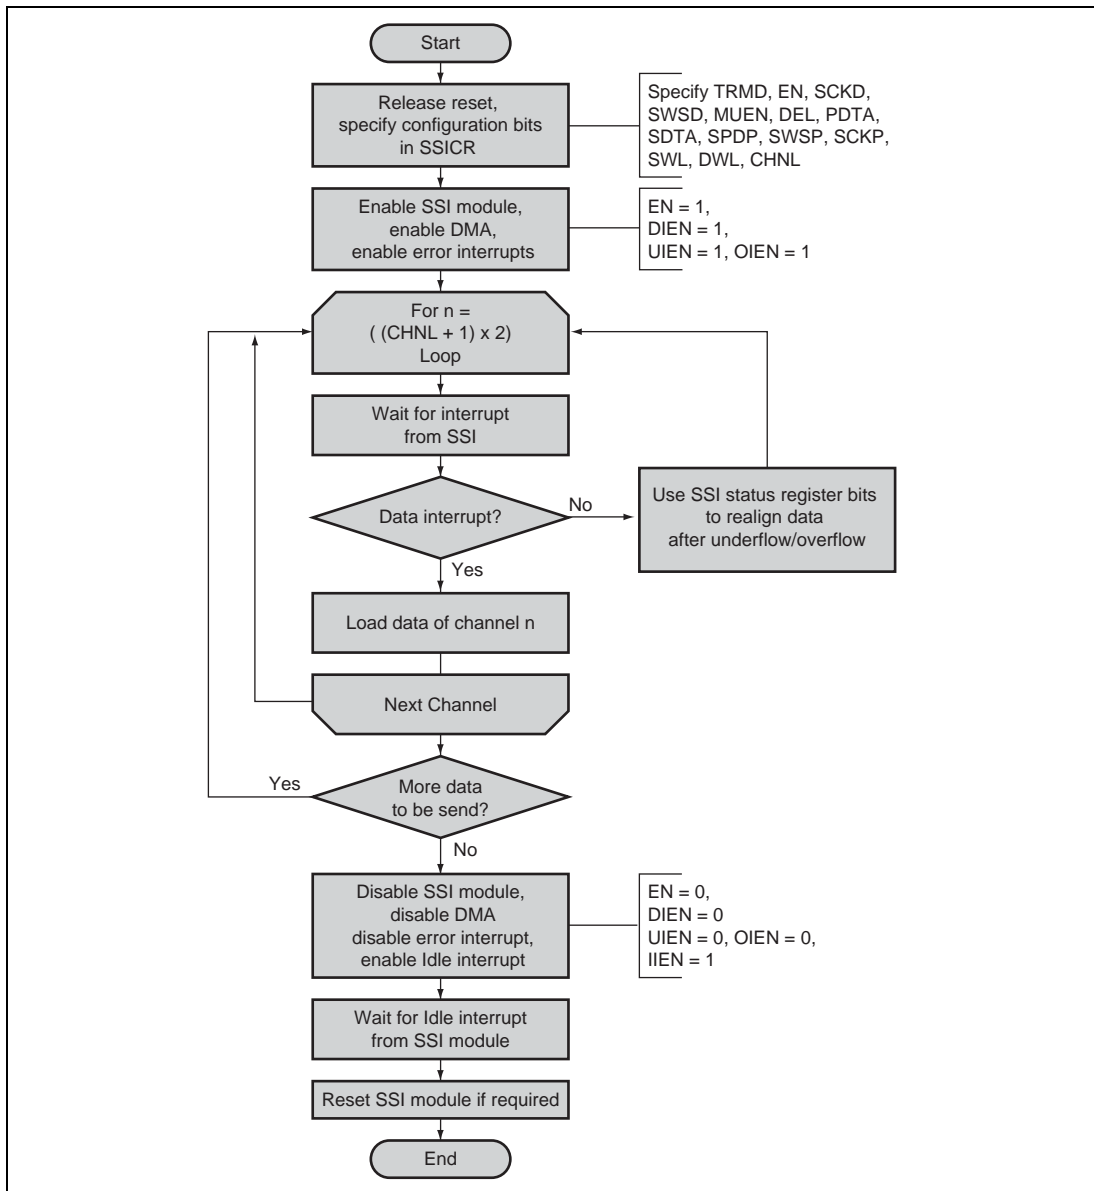 Start
Release reset,
specify configuration bits
in SSICR
Specify TRMD, EN, SCKD,
SWSD, MUEN, DEL, PDTA,
SDTA, SPDP, SWSP, SCKP,
SWL, DWL, CHNL
Enable SSI module,
enable DMA,
enable error interrupts
EN = 1,
DIEN = 1,
UIEN = 1, OIEN = 1
For n =
( (CHNL + 1) x 2)
Loop
Wait for interrupt
from SSI
Data interrupt?
No
Use SSI status register bits
to realign data
after underflow/overflow
Yes
Load data of channel n
Next Channel
Yes
More data
to be send?
No
Disable SSI module,
disable DMA
disable error interrupt,
enable Idle interrupt
EN = 0,
DIEN = 0
UIEN = 0, OIEN = 0,
IIEN = 1
Wait for Idle interrupt
from SSI module
Reset SSI module if required
End